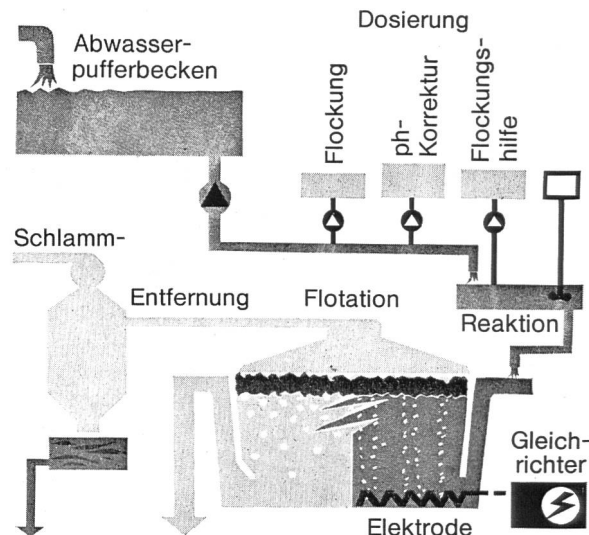 Dosierung
Abwasser-
pufferbecken
Flockung
ph-
Korrektur
Flockungs-
hilfe
Schlamm-
Entfernung
Flotation
Reaktion
Gleich-
richter
Elektrode